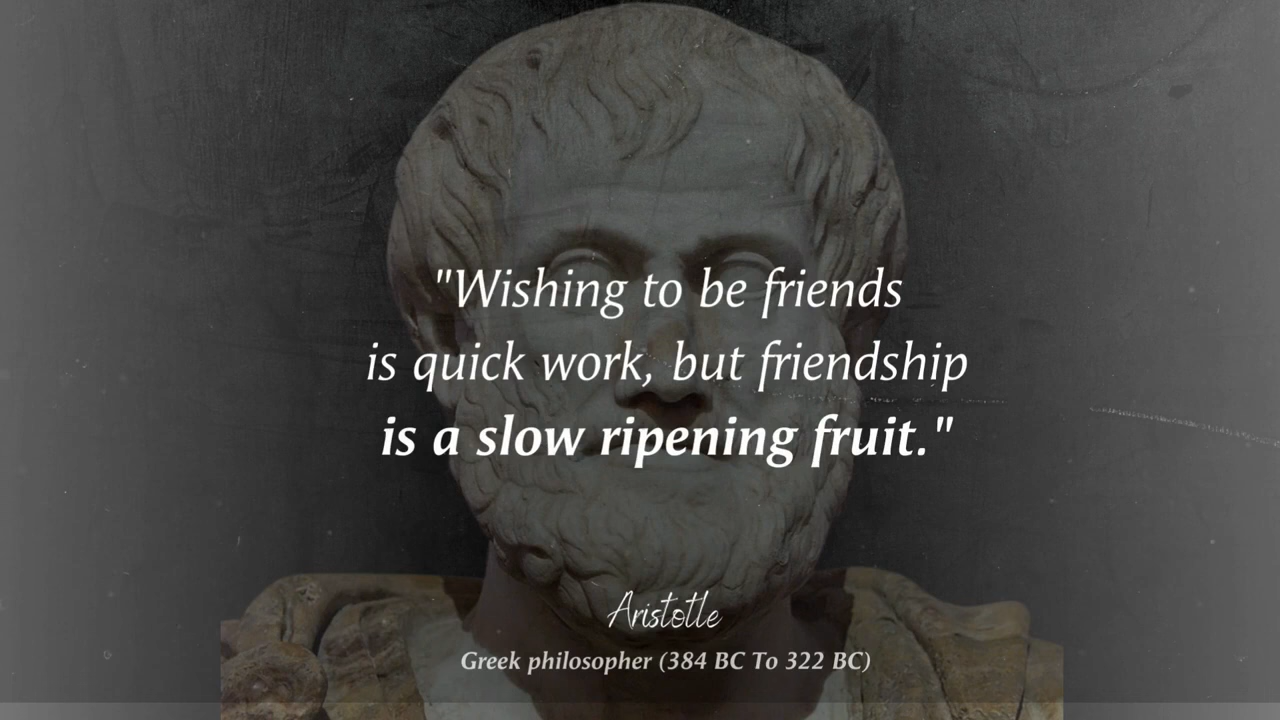 "Wishing to be friends
is quick work, but friendship
is a slow ripening fruit."
Aristotle
Greek philosopher (384 BC To 322 BC)